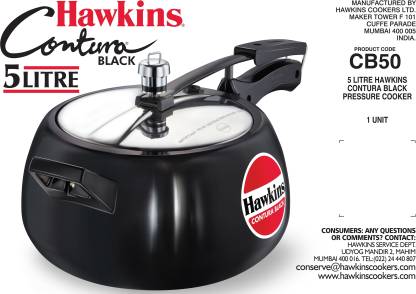 Hawkins
Contura
BLACK
5 LITRE
MANUFACTURED BY
HAWKINS COOKERS LTD.
MAKER TOWER F 101
CUFFE PARADE
MUMBAI 400 005
INDIA.
PRODUCT CODE
CB50
5 LITRE HAWKINS
CONTURA BLACK
PRESSURE COOKER
1 UNIT
Hawkins
CONTURA BLACK
CONSUMERS: ANY QUESTIONS
OR COMMENTS? CONTACT:
HAWKINS SERVICE DEPT.
UDYOG MANDIR 2, MAHIM
MUMBAI 400 016. TEL:(022) 24 440 807
conserve@hawkinscookers.com
www.hawkinscookers.com